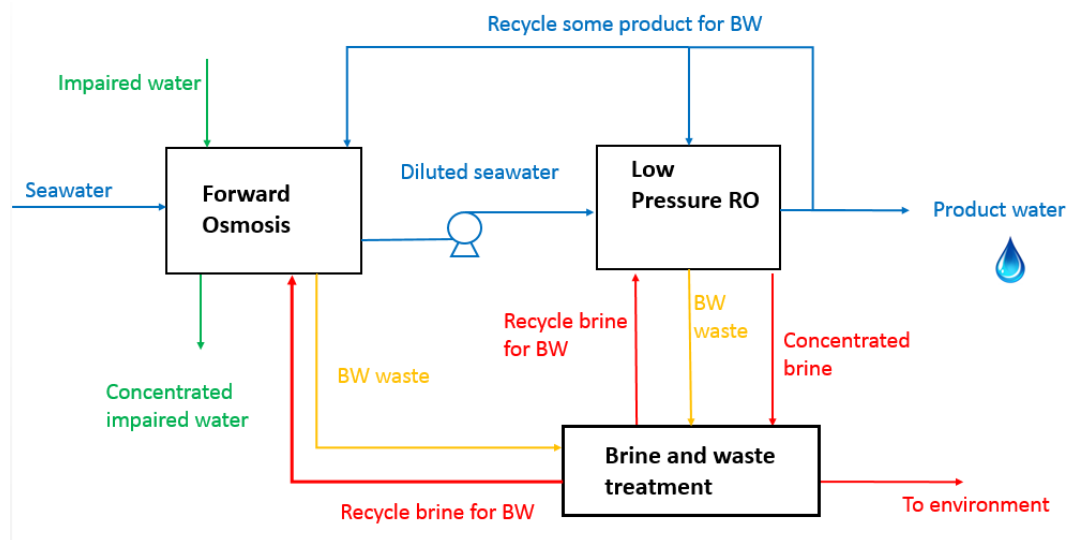 Recycle some product for BW
Impaired water
Seawater
Forward
Osmosis
Diluted seawater
Low
Pressure RO
Product water
Recycle brine
for BW
BW
waste
Concentrated
brine
BW waste
Concentrated
impaired water
Brine and waste
treatment
Recycle brine for BW
To environment